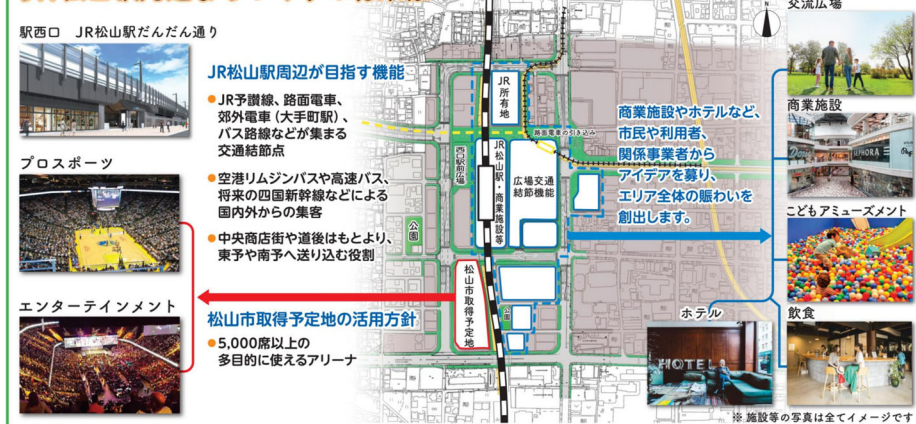 駅西口　JR松山駅だんだん通り
プロスポーツ
エンターテインメント
JR松山駅周辺が目指す機能
●JR予讃線、路面電車、
郊外電車（大手町駅）、
バス路線などが集まる
交通結節点
●空港リムジンバスや高速バス、
将来の四国新幹線などによる
国内外からの集客
●中央商店街や道後はもとより、
東予や南予へ送り込む役割
松山市取得予定地の活用方針
●5,000席以上の
多目的に使えるアリーナ
JR所有地
路面電車の引き込み
西口駅前広場
JR松山駅・商業施設等
広場交通
結節機能
公園
松山市取得予定地
公園
N
商業施設やホテルなど、
市民や利用者、
関係事業者から
アイデアを募り、
エリア全体の賑わいを
創出します。
交流広場
商業施設
SEPHORA
こどもアミューズメント
ホテル
HOTEL
飲食
※施設等の写真は全てイメージです